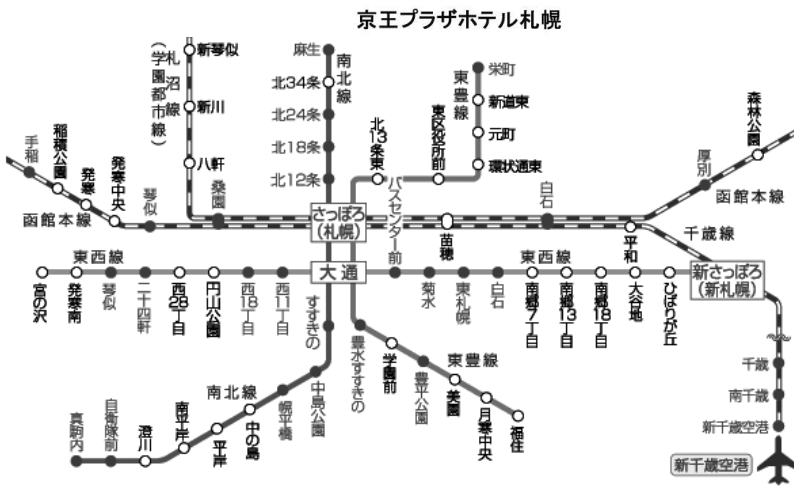 京王プラザホテル札幌
新琴似
札沼線
(学園都市線)
新川
八軒
麻生
南北線
北34条
北24条
北18条
北12条
栄町
東豊線
新道東
元町
環状通東
東区役所前
北13条東
森林公園
厚別
函館本線
手稲
稲積公園
発寒
発寒中央
函館本線
琴似
桑園
さっぽろ
(札幌)
バスセンター前
苗穂
白石
平和
千歳線
東西線
宮の沢
発寒南
琴似
二十四軒
西28丁目
円山公園
西18丁目
西11丁目
大通
菊水
東札幌
白石
東西線
南郷7丁目
南郷13丁目
南郷18丁目
大谷地
ひばりが丘
新さっぽろ
(新札幌)
すすきの
中島公園
幌平橋
中の島
平岸
南平岸
澄川
自衛隊前
真駒内
南北線
豊水すすきの
学園前
豊平公園
東豊線
美園
月寒中央
福住
千歳
南千歳
新千歳空港
新千歳空港